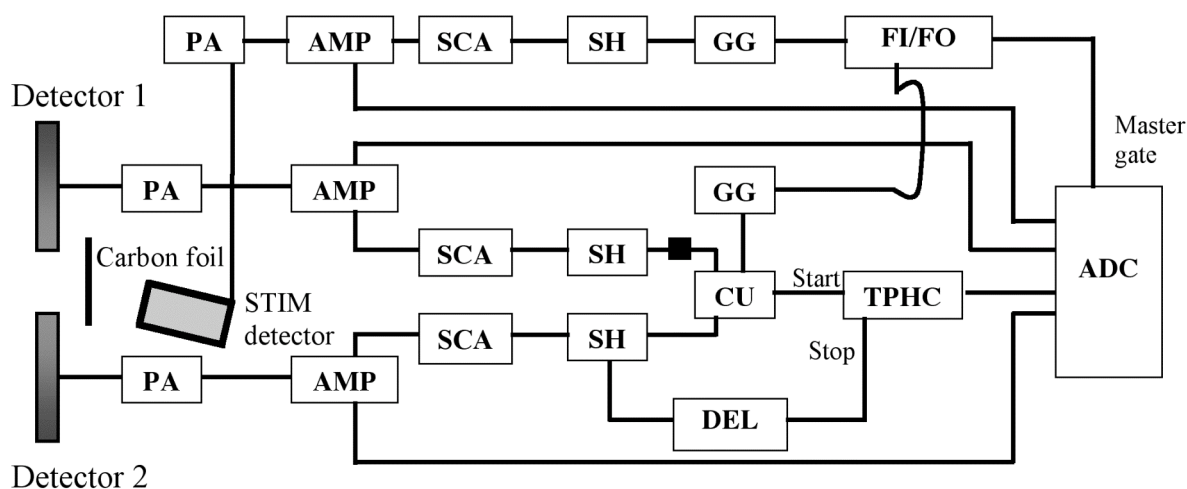 PA AMP SCA SH GG FI/FO
Detector 1
Master
gate
PA AMP GG
Carbon foil
SCA SH
ADC
CU Start TPHC
STIM
detector
SCA SH Stop
PA AMP
DEL
Detector 2